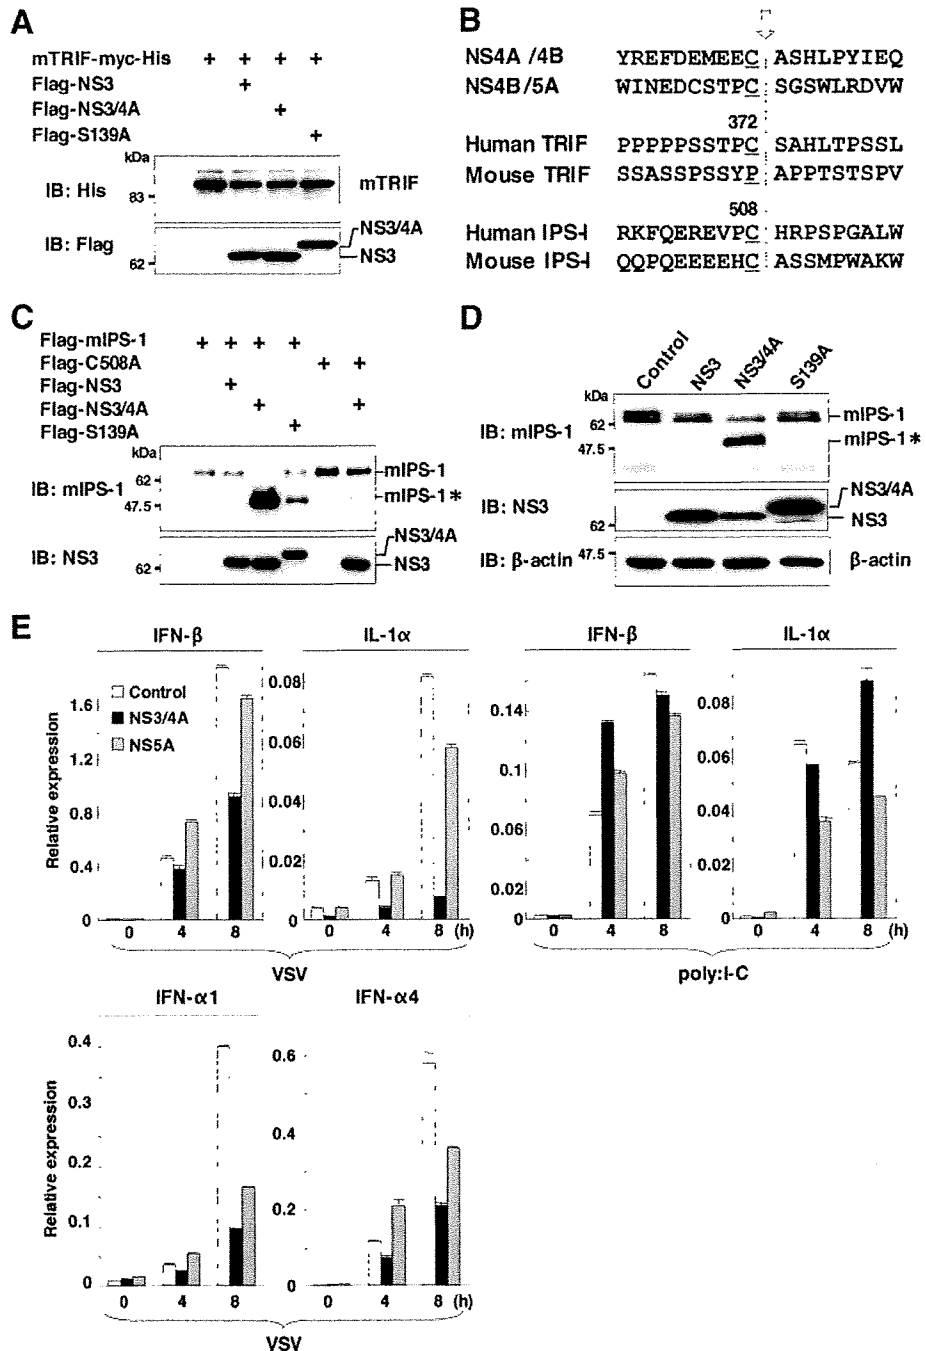 A
mTRIF-myc-His + + + +
Flag-NS3 +
Flag-NS3/4A +
Flag-S139A +
kDa
IB: His
83
mTRIF
IB: Flag
62
NS3/4A
NS3
B
NS4A /4B YREFDEMEEC ASHLPYIEQ
NS4B/5A WINEDCSTPC SGSWLRDVW
372
Human TRIF PPPPPSSTPC SAHLTPSSL
Mouse TRIF SSASSPSSYP APPTSTSPV
508
Human IPS-I RKFQEREVPC HRPSPGALW
Mouse IPS-I QQPQEEEEHC ASSMPWAKW
C
Flag-mIPS-1 + + + +
Flag-C508A + +
Flag-NS3 +
Flag-NS3/4A + +
Flag-S139A +
kDa
IB: mIPS-1
62
47.5
mIPS-1
mIPS-1*
IB: NS3
62
NS3/4A
NS3
D
Control NS3 NS3/4A S139A
kDa
IB: mIPS-1
62
47.5
mIPS-1
mIPS-1*
IB: NS3
62
NS3/4A
NS3
IB: β-actin
47.5
β-actin
E
IFN-β IL-1α IFN-β IL-1α
Control
NS3/4A
NS5A
Relative expression
1.6
1.2
0.8
0.4
0
0 4 8
0.08
0.06
0.04
0.02
0
0 4 8 (h)
VSV
0.14
0.1
0.06
0.02
0
0 4 8
0.08
0.06
0.04
0.02
0
0 4 8 (h)
poly:I-C
IFN-α1 IFN-α4
Relative expression
0.4
0.3
0.2
0.1
0
0 4 8
0.6
0.4
0.2
0
0 4 8 (h)
VSV